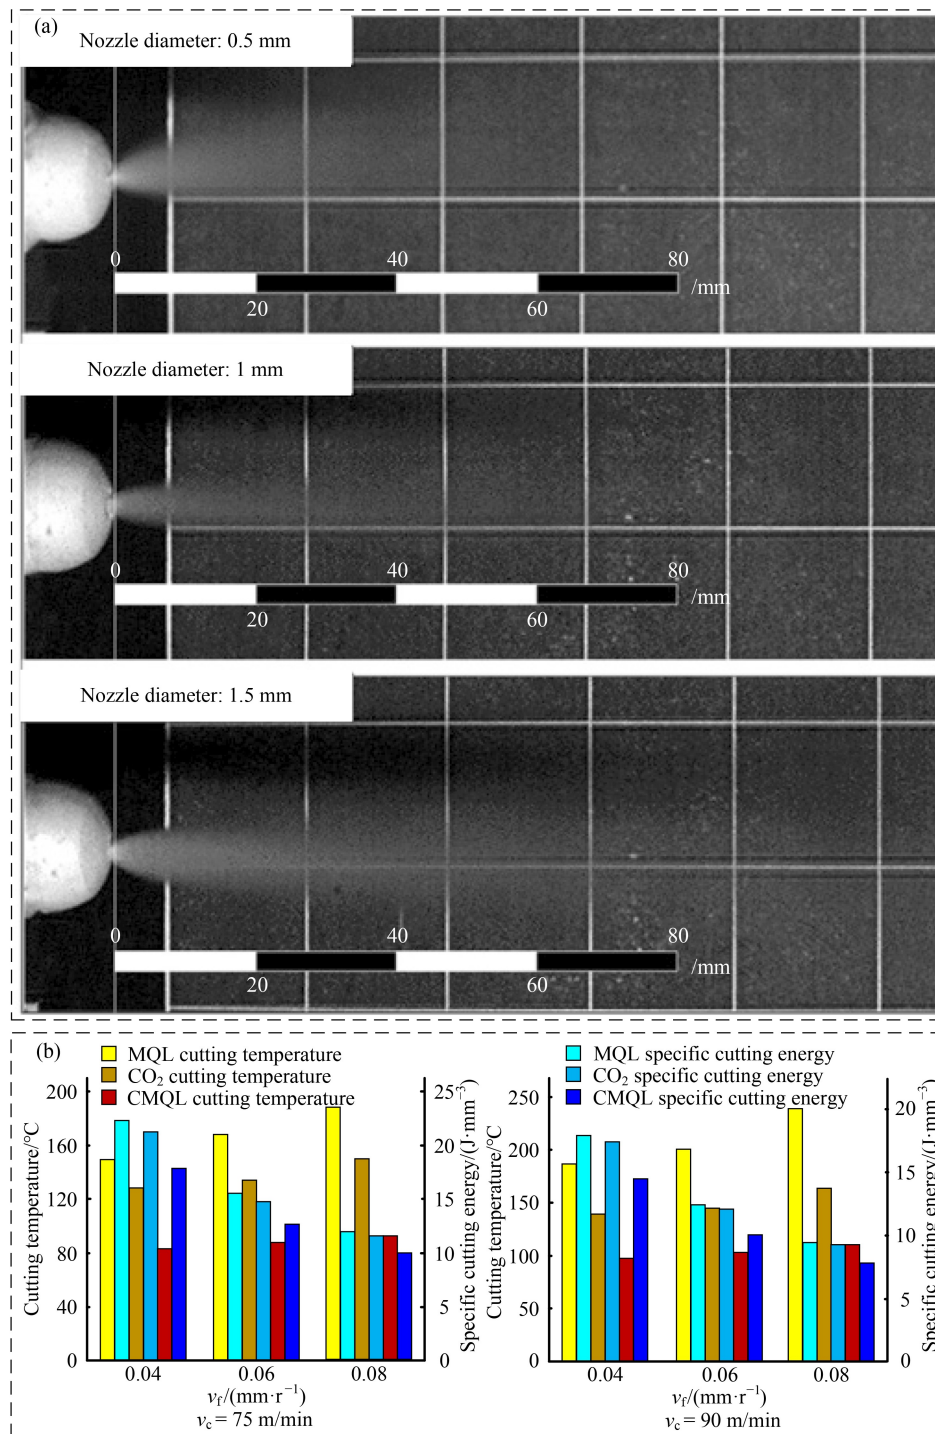 (a)
Nozzle diameter: 0.5 mm
0 40 80
/mm
20 60
Nozzle diameter: 1 mm
0 40 80
/mm
20 60
Nozzle diameter: 1.5 mm
0 40 80
/mm
20 60
(b)
MQL cutting temperature
CO₂ cutting temperature
CMQL cutting temperature
Cutting temperature/°C
200
160
120
80
40
0
Specific cutting energy/(J·mm⁻³)
25
20
15
10
5
0
0.04 0.06 0.08
v_f/(mm·r⁻¹)
v_c = 75 m/min
MQL specific cutting energy
CO₂ specific cutting energy
CMQL specific cutting energy
Cutting temperature/°C
250
200
150
100
50
0
Specific cutting energy/(J·mm⁻³)
20
15
10
5
0
0.04 0.06 0.08
v_f/(mm·r⁻¹)
v_c = 90 m/min